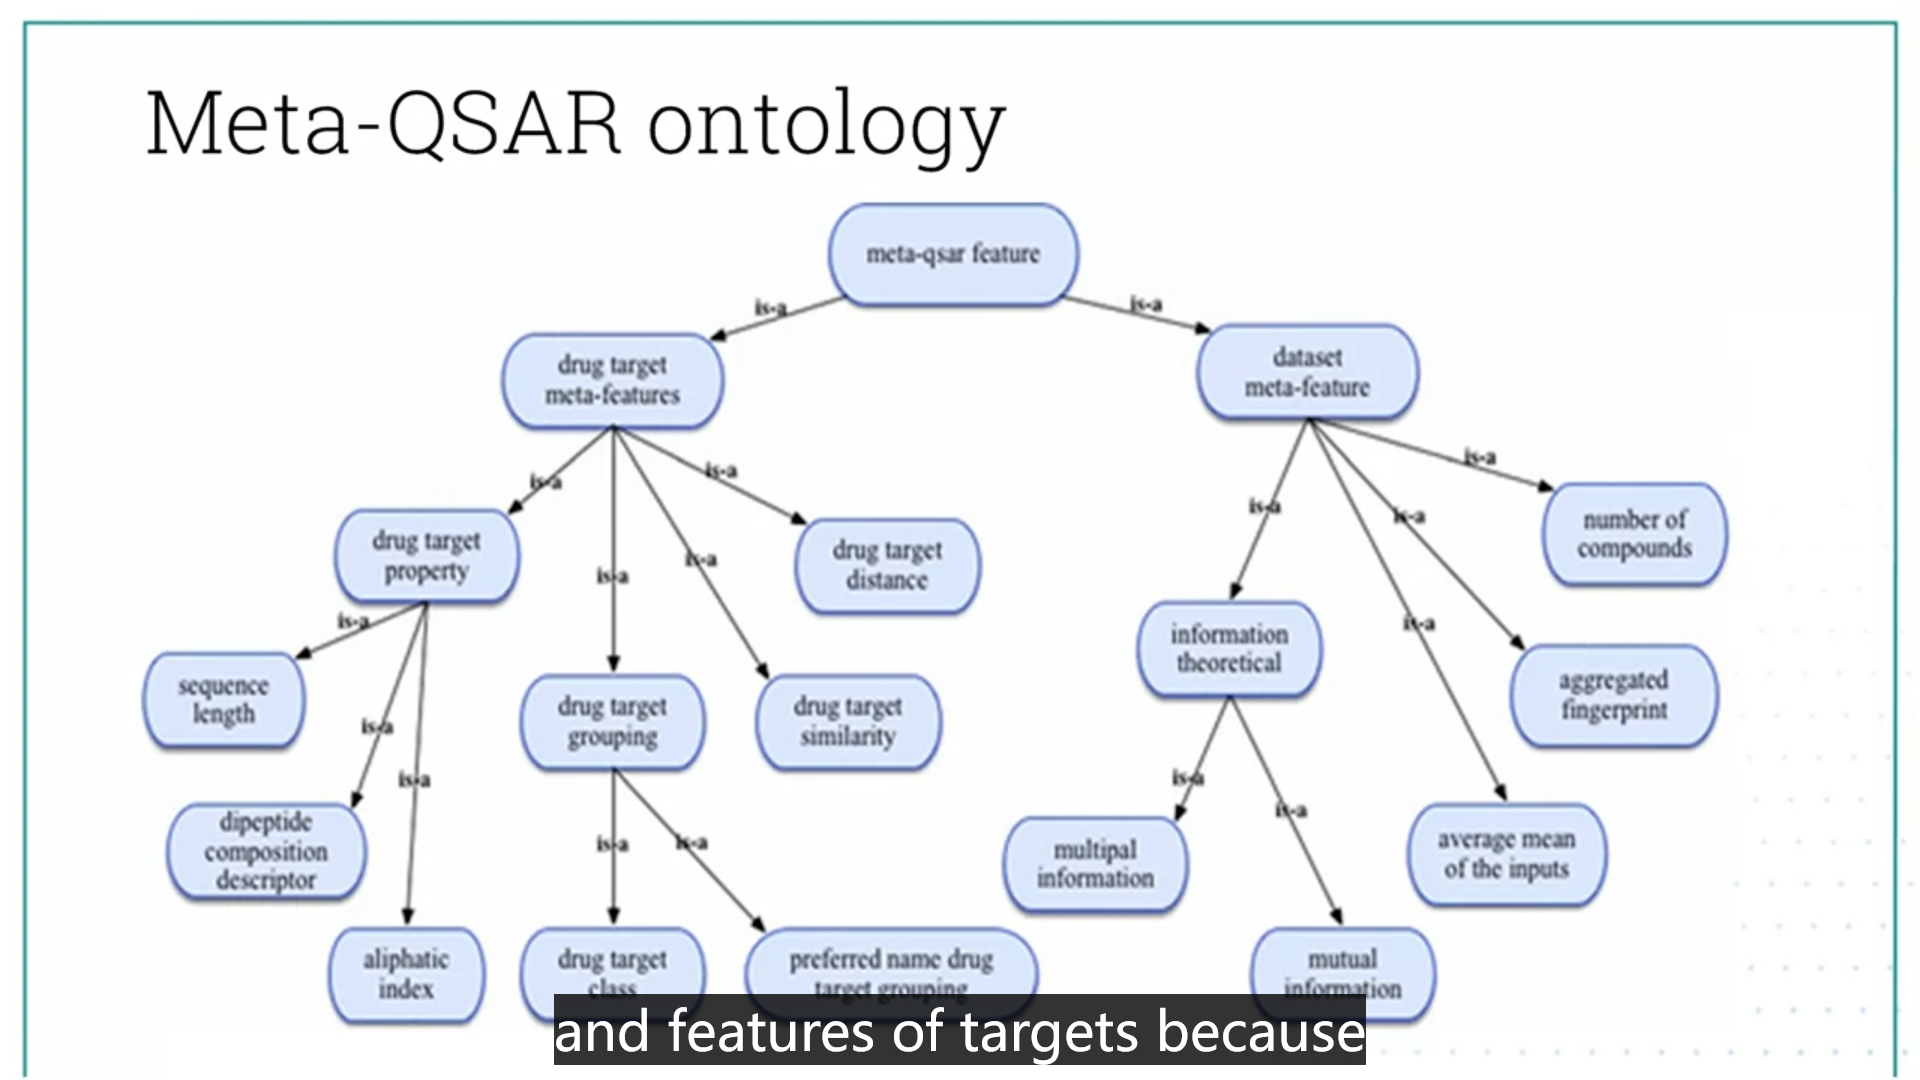 Meta-QSAR ontology
meta-qsar feature
is-a
is-a
drug target
meta-features
dataset
meta-feature
is-a
is-a
is-a
is-a
is-a
is-a
is-a
is-a
drug target
property
drug target
distance
number of
compounds
is-a
is-a
is-a
sequence
length
drug target
grouping
drug target
similarity
information
theoretical
aggregated
fingerprint
is-a
is-a
is-a
is-a
dipeptide
composition
descriptor
multipal
information
average mean
of the inputs
aliphatic
index
drug target
class
preferred name drug
target grouping
mutual
information
and features of targets because